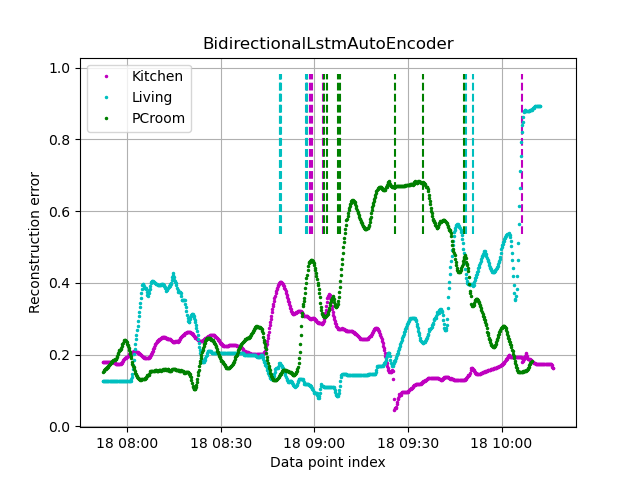 BidirectionalLstmAutoEncoder
Kitchen
Living
PCroom
Reconstruction error
1.0
0.8
0.6
0.4
0.2
0.0
18 08:00 18 08:30 18 09:00 18 09:30 18 10:00
Data point index